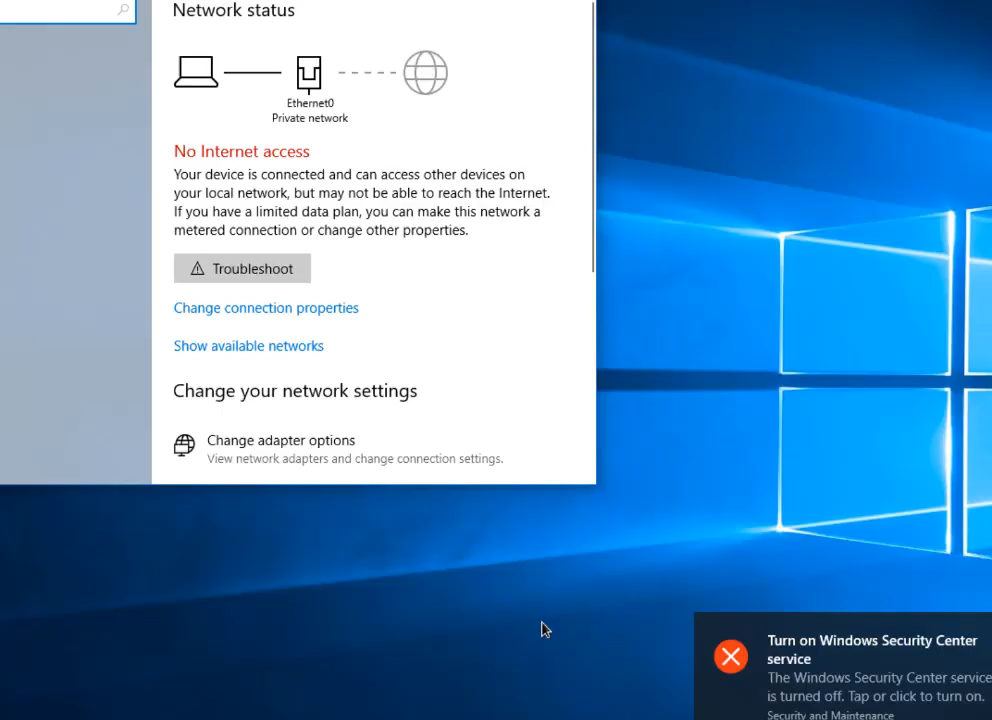 Network status
Ethernet0
Private network
No Internet access
Your device is connected and can access other devices on
your local network, but may not be able to reach the Internet.
If you have a limited data plan, you can make this network a
metered connection or change other properties.
Troubleshoot
Change connection properties
Show available networks
Change your network settings
Change adapter options
View network adapters and change connection settings.
Turn on Windows Security Center
service
The Windows Security Center service
is turned off. Tap or click to turn on.
Security and Maintenance